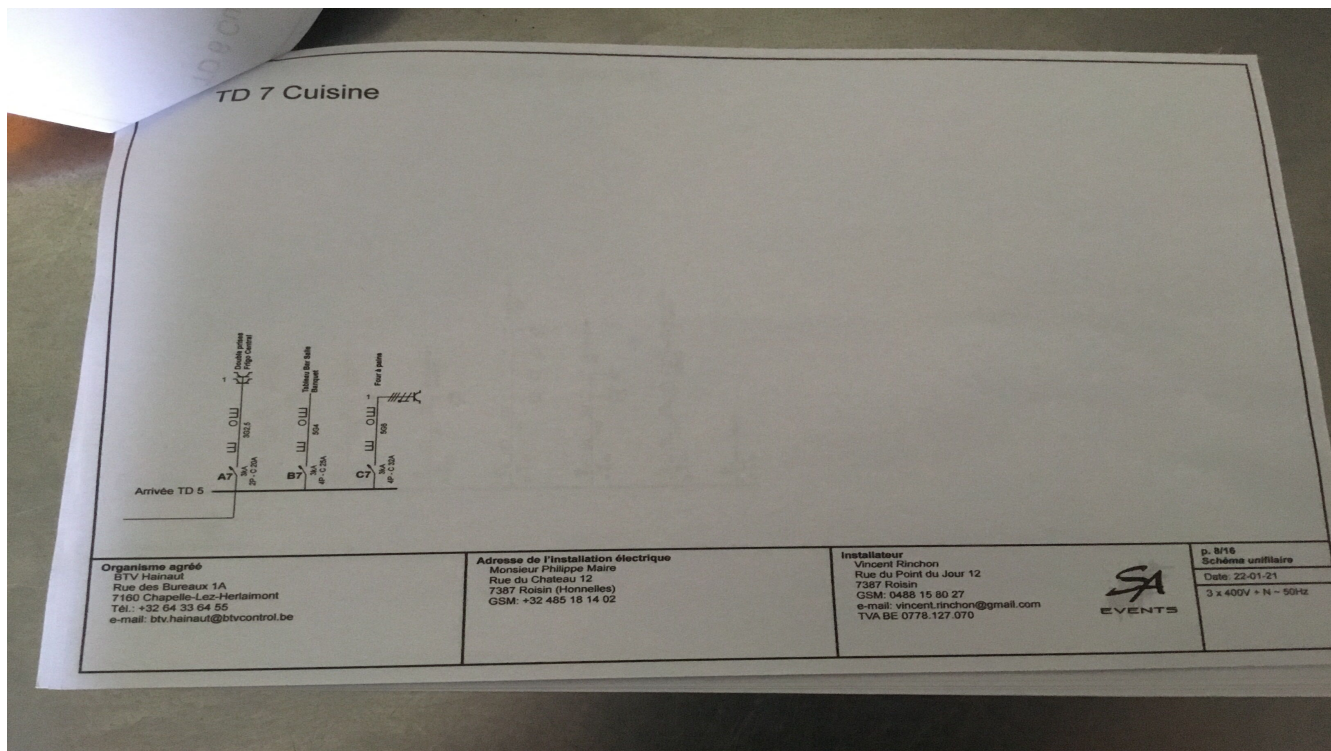 TD 7 Cuisine
1
Double prises
Frigo Central
3G2,5
A7
3kA
2P - C 20A
Tableau Bar Salle
Banquet
5G4
B7
3kA
4P - C 25A
1
Four à pains
5G6
C7
3kA
4P - C 32A
Arrivée TD 5
Organisme agréé
BTV Hainaut
Rue des Bureaux 1A
7160 Chapelle-Lez-Herlaimont
Tél.: +32 64 33 64 55
e-mail: btv.hainaut@btvcontrol.be
Adresse de l'Installation électrique
Monsieur Philippe Maire
Rue du Chateau 12
7387 Roisin (Honnelles)
GSM: +32 485 18 14 02
Installateur
Vincent Rinchon
Rue du Point du Jour 12
7387 Roisin
GSM: 0488 15 80 27
e-mail: vincent.rinchon@gmail.com
TVA BE 0778.127.070
SA
EVENTS
p. 8/16
Schéma unifilaire
Date: 22-01-21
3 x 400V + N ~ 50Hz